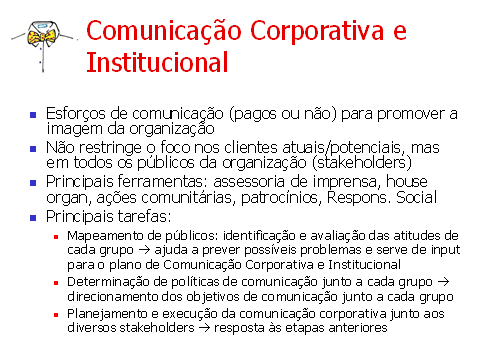 Comunicação Corporativa e
Institucional
Esforços de comunicação (pagos ou não) para promover a
imagem da organização
Não restringe o foco nos clientes atuais/potenciais, mas
em todos os públicos da organização (stakeholders)
Principais ferramentas: assessoria de imprensa, house
organ, ações comunitárias, patrocínios, Respons. Social
Principais tarefas:
Mapeamento de públicos: identificação e avaliação das atitudes de
cada grupo → ajuda a prever possíveis problemas e serve de input
para o plano de Comunicação Corporativa e Institucional
Determinação de políticas de comunicação junto a cada grupo →
direcionamento dos objetivos de comunicação junto a cada grupo
Planejamento e execução da comunicação corporativa junto aos
diversos stakeholders → resposta às etapas anteriores